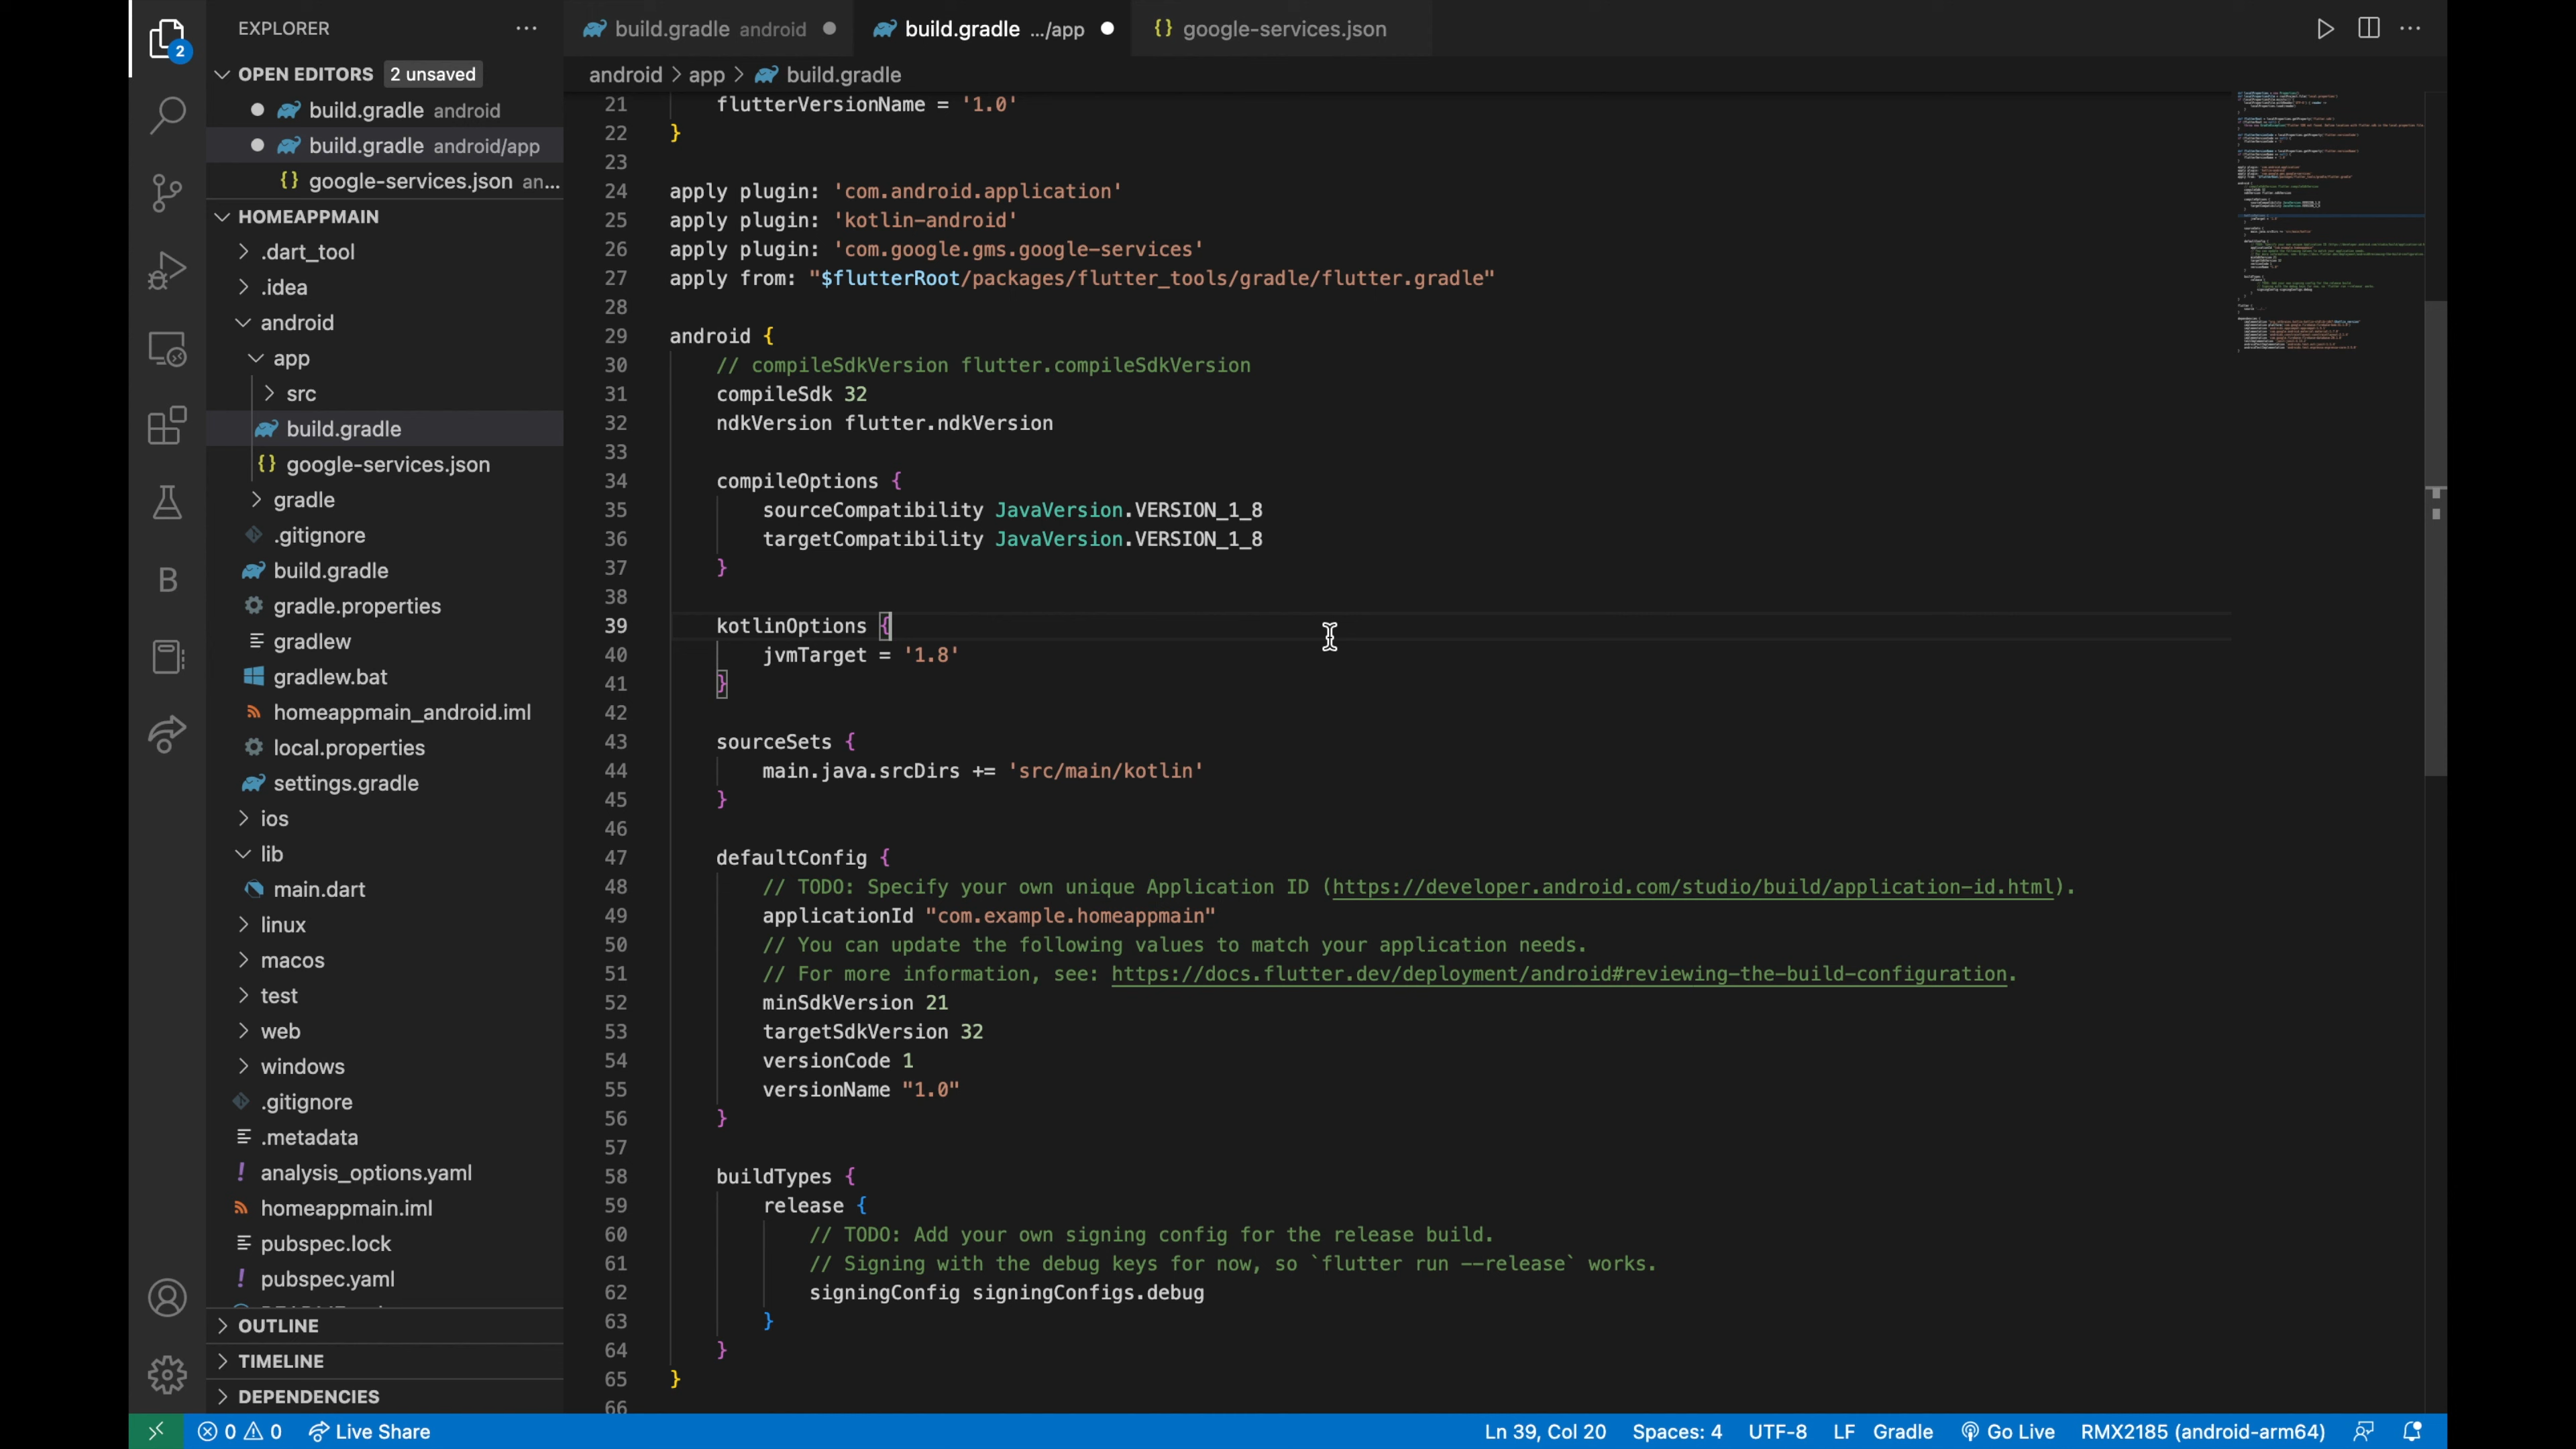 EXPLORER
OPEN EDITORS 2 unsaved
build.gradle android
build.gradle android/app
google-services.json an...
HOMEAPPMAIN
.dart_tool
.idea
android
app
src
build.gradle
google-services.json
gradle
.gitignore
build.gradle
gradle.properties
gradlew
gradlew.bat
homeappmain_android.iml
local.properties
settings.gradle
ios
lib
main.dart
linux
macos
test
web
windows
.gitignore
.metadata
analysis_options.yaml
homeappmain.iml
pubspec.lock
pubspec.yaml
OUTLINE
TIMELINE
DEPENDENCIES
2
B
build.gradle android
build.gradle .../app
google-services.json
android > app > build.gradle
21 flutterVersionName = '1.0'
22 }
23
24 apply plugin: 'com.android.application'
25 apply plugin: 'kotlin-android'
26 apply plugin: 'com.google.gms.google-services'
27 apply from: "$flutterRoot/packages/flutter_tools/gradle/flutter.gradle"
28
29 android {
30 // compileSdkVersion flutter.compileSdkVersion
31 compileSdk 32
32 ndkVersion flutter.ndkVersion
33
34 compileOptions {
35 sourceCompatibility JavaVersion.VERSION_1_8
36 targetCompatibility JavaVersion.VERSION_1_8
37 }
38
39 kotlinOptions {
40 jvmTarget = '1.8'
41 }
42
43 sourceSets {
44 main.java.srcDirs += 'src/main/kotlin'
45 }
46
47 defaultConfig {
48 // TODO: Specify your own unique Application ID (https://developer.android.com/studio/build/application-id.html).
49 applicationId "com.example.homeappmain"
50 // You can update the following values to match your application needs.
51 // For more information, see: https://docs.flutter.dev/deployment/android#reviewing-the-build-configuration.
52 minSdkVersion 21
53 targetSdkVersion 32
54 versionCode 1
55 versionName "1.0"
56 }
57
58 buildTypes {
59 release {
60 // TODO: Add your own signing config for the release build.
61 // Signing with the debug keys for now, so `flutter run --release` works.
62 signingConfig signingConfigs.debug
63 }
64 }
65 }
66
0 0 Live Share Ln 39, Col 20 Spaces: 4 UTF-8 LF Gradle Go Live RMX2185 (android-arm64)